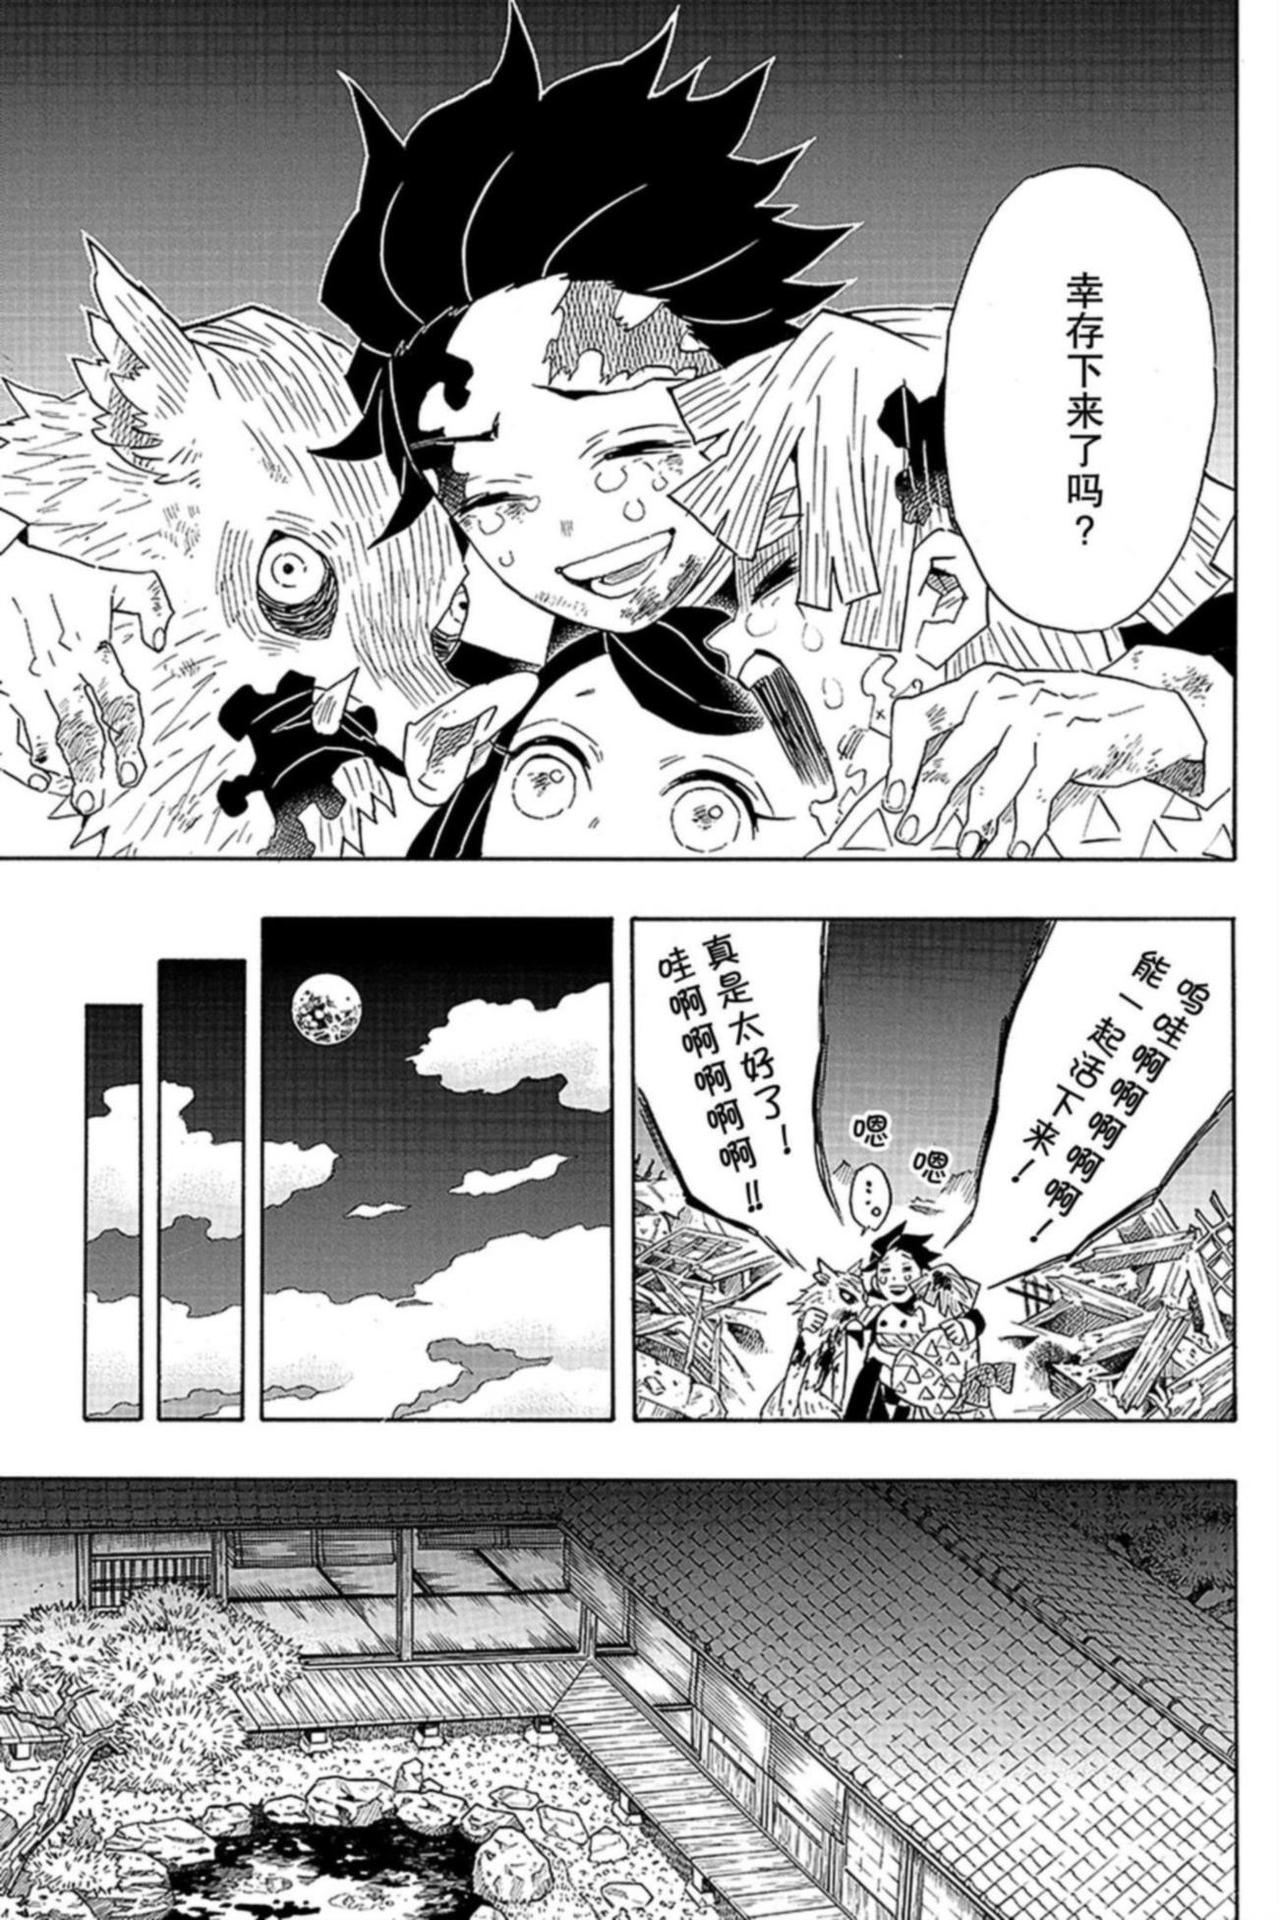 幸存下来了吗？
呜哇啊啊啊啊啊啊！
能一起活下来！
嗯
嗯
…。
真是太好了！
哇啊啊啊啊啊!!